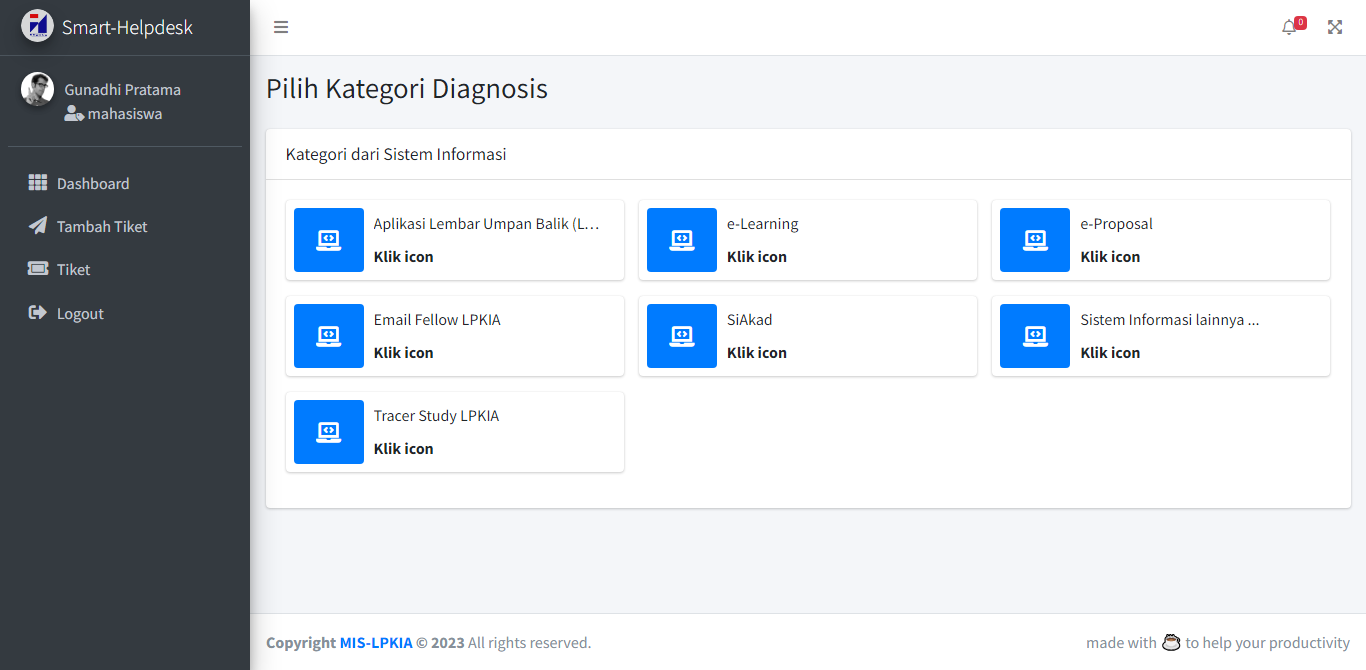 Smart-Helpdesk
0
Gunadhi Pratama
mahasiswa
Dashboard
Tambah Tiket
Tiket
Logout
Pilih Kategori Diagnosis
Kategori dari Sistem Informasi
Aplikasi Lembar Umpan Balik (L...
Klik icon
e-Learning
Klik icon
e-Proposal
Klik icon
Email Fellow LPKIA
Klik icon
SiAkad
Klik icon
Sistem Informasi lainnya ...
Klik icon
Tracer Study LPKIA
Klik icon
Copyright MIS-LPKIA © 2023 All rights reserved.
made with ☕ to help your productivity